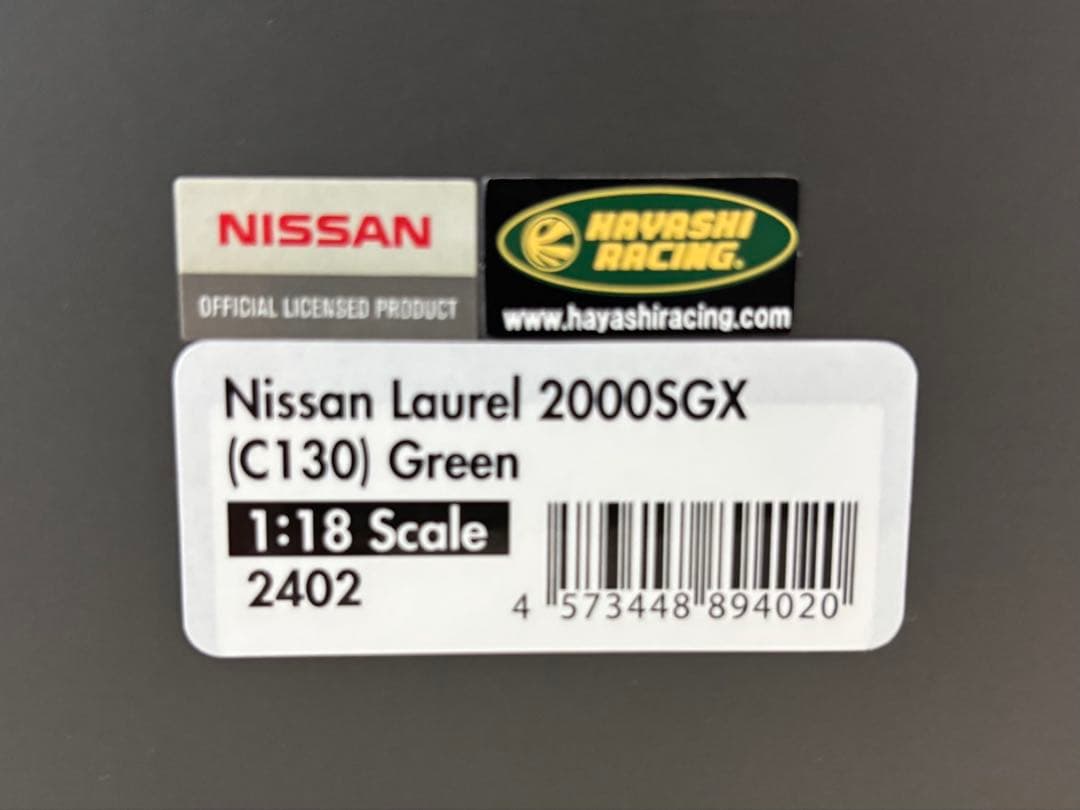 NISSAN
OFFICIAL LICENSED PRODUCT
HAYASHI
RACING.
www.hayashiracing.com
Nissan Laurel 2000SGX
(C130) Green
1:18 Scale
2402
4 573448 894020